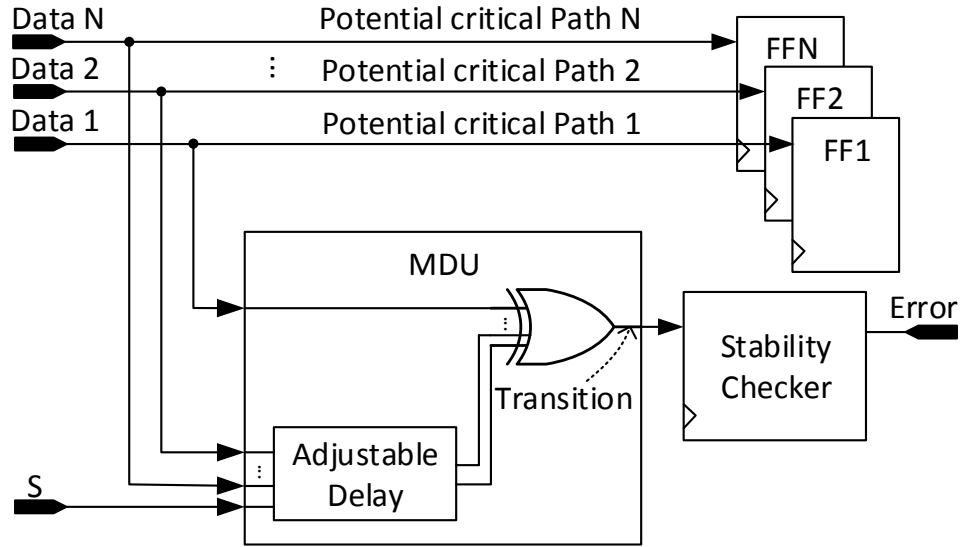 Data N
Potential critical Path N
FFN
Data 2
Potential critical Path 2
FF2
Data 1
Potential critical Path 1
FF1
MDU
Error
Stability
Checker
Transition
Adjustable
Delay
S